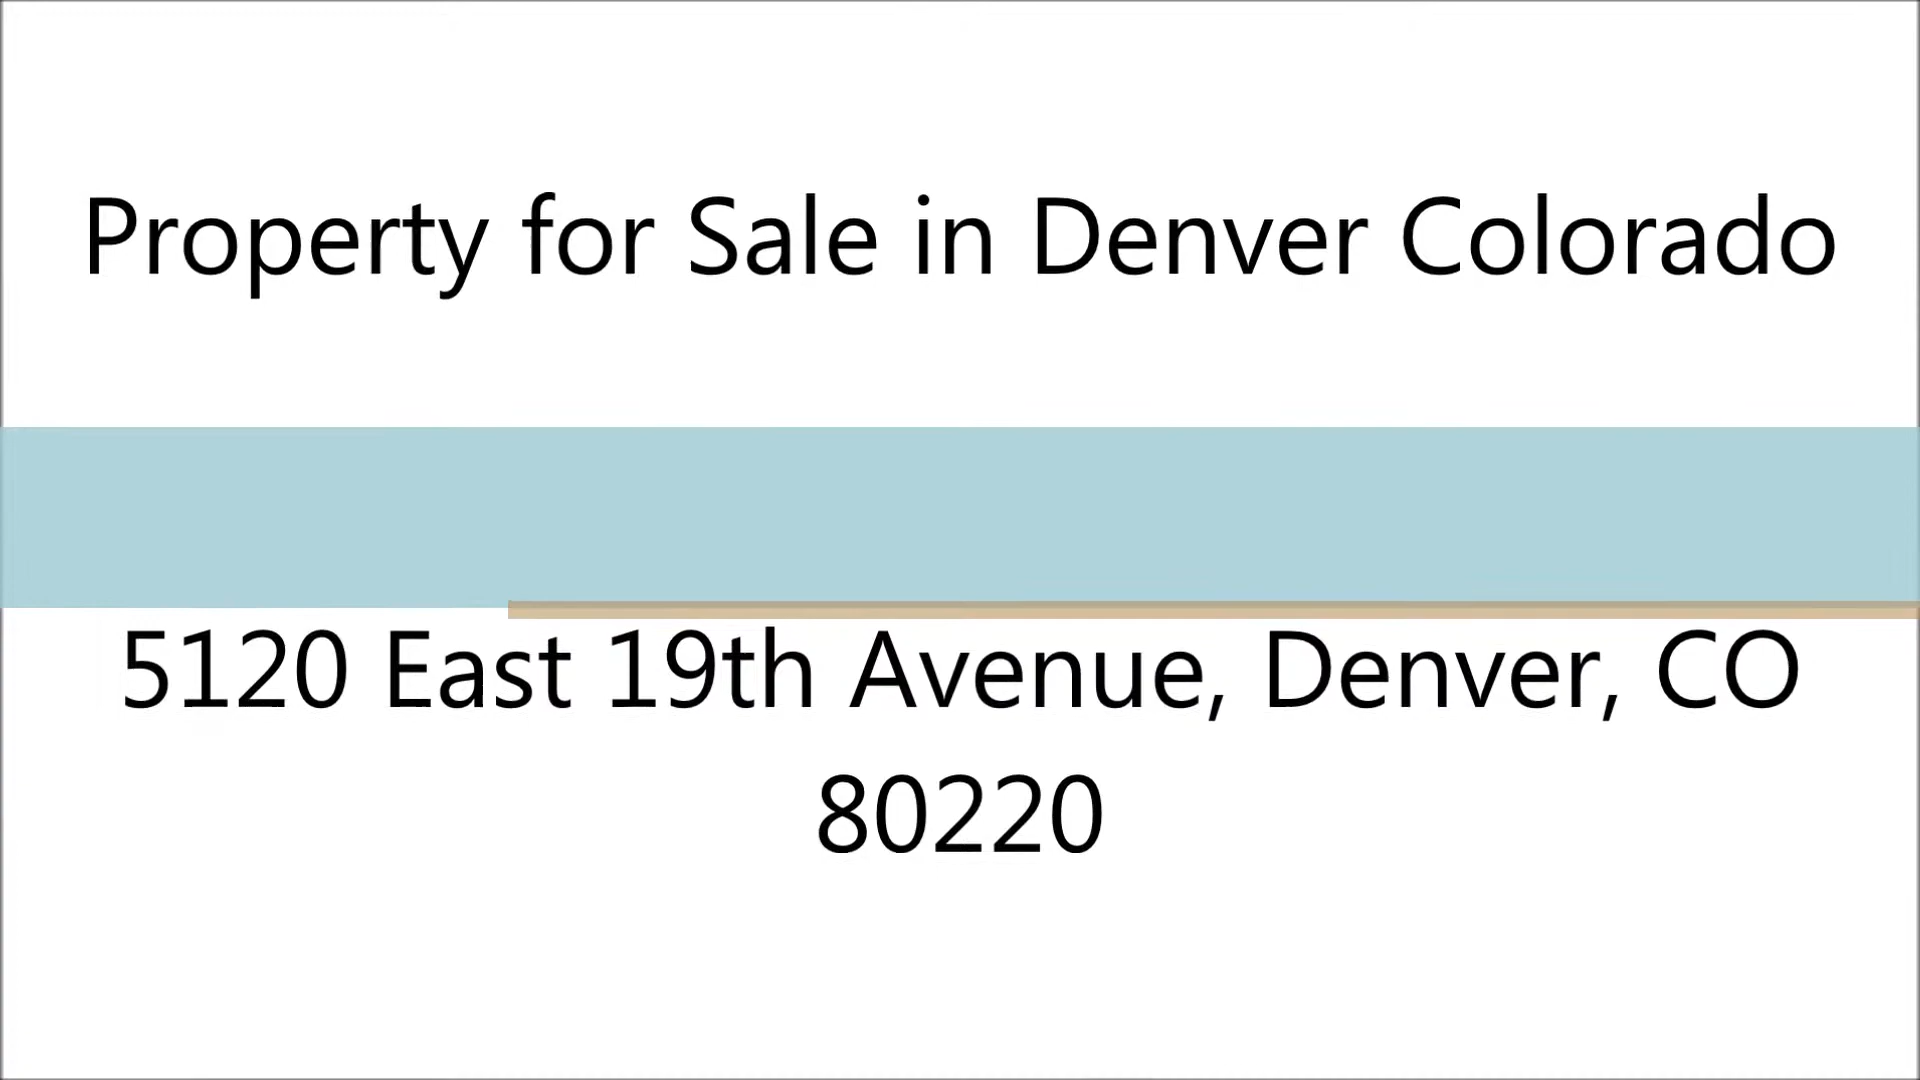 Property for Sale in Denver Colorado
5120 East 19th Avenue, Denver, CO
80220